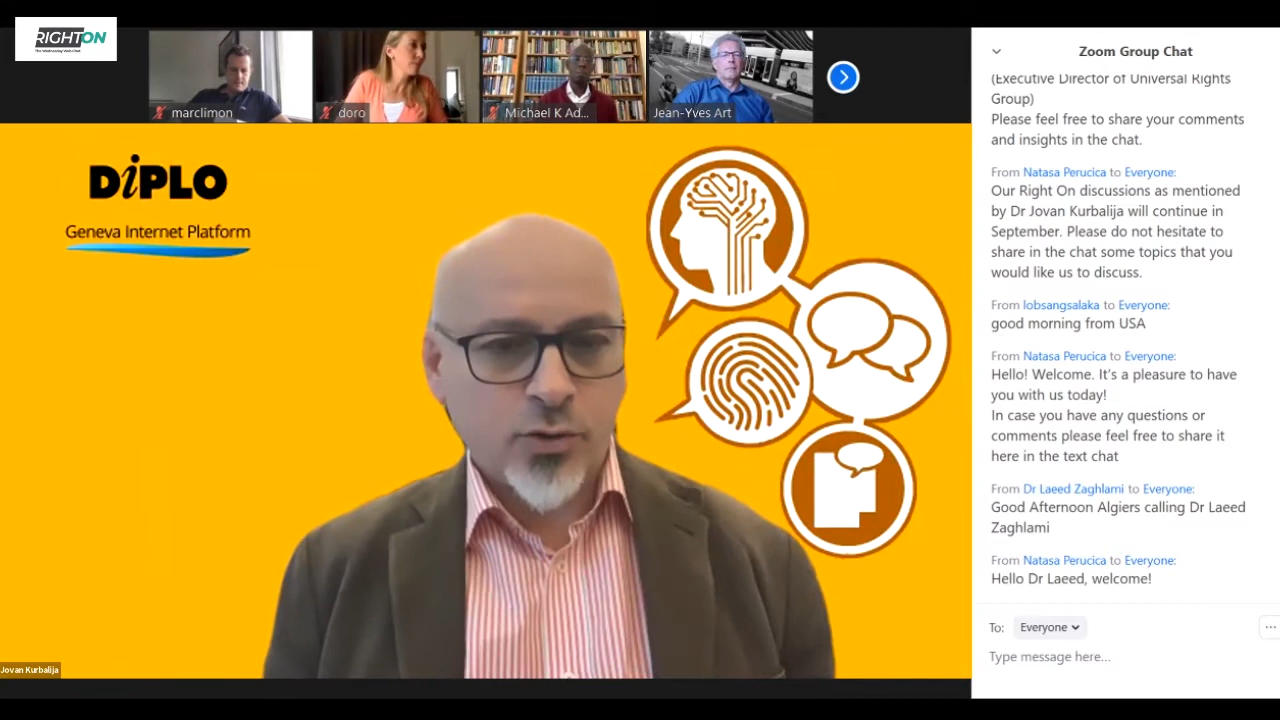 RIGHTON
The Wednesday Web Chat
marclimon
doro
Michael K Ad...
Jean-Yves Art
DiPLO
Geneva Internet Platform
Jovan Kurbalija
Zoom Group Chat
(Executive Director of Universal Rights
Group)
Please feel free to share your comments
and insights in the chat.
From Natasa Perucica to Everyone:
Our Right On discussions as mentioned
by Dr Jovan Kurbalija will continue in
September. Please do not hesitate to
share in the chat some topics that you
would like us to discuss.
From lobsangsalaka to Everyone:
good morning from USA
From Natasa Perucica to Everyone:
Hello! Welcome. It's a pleasure to have
you with us today!
In case you have any questions or
comments please feel free to share it
here in the text chat
From Dr Laeed Zaghlami to Everyone:
Good Afternoon Algiers calling Dr Laeed
Zaghlami
From Natasa Perucica to Everyone:
Hello Dr Laeed, welcome!
To: Everyone
Type message here...